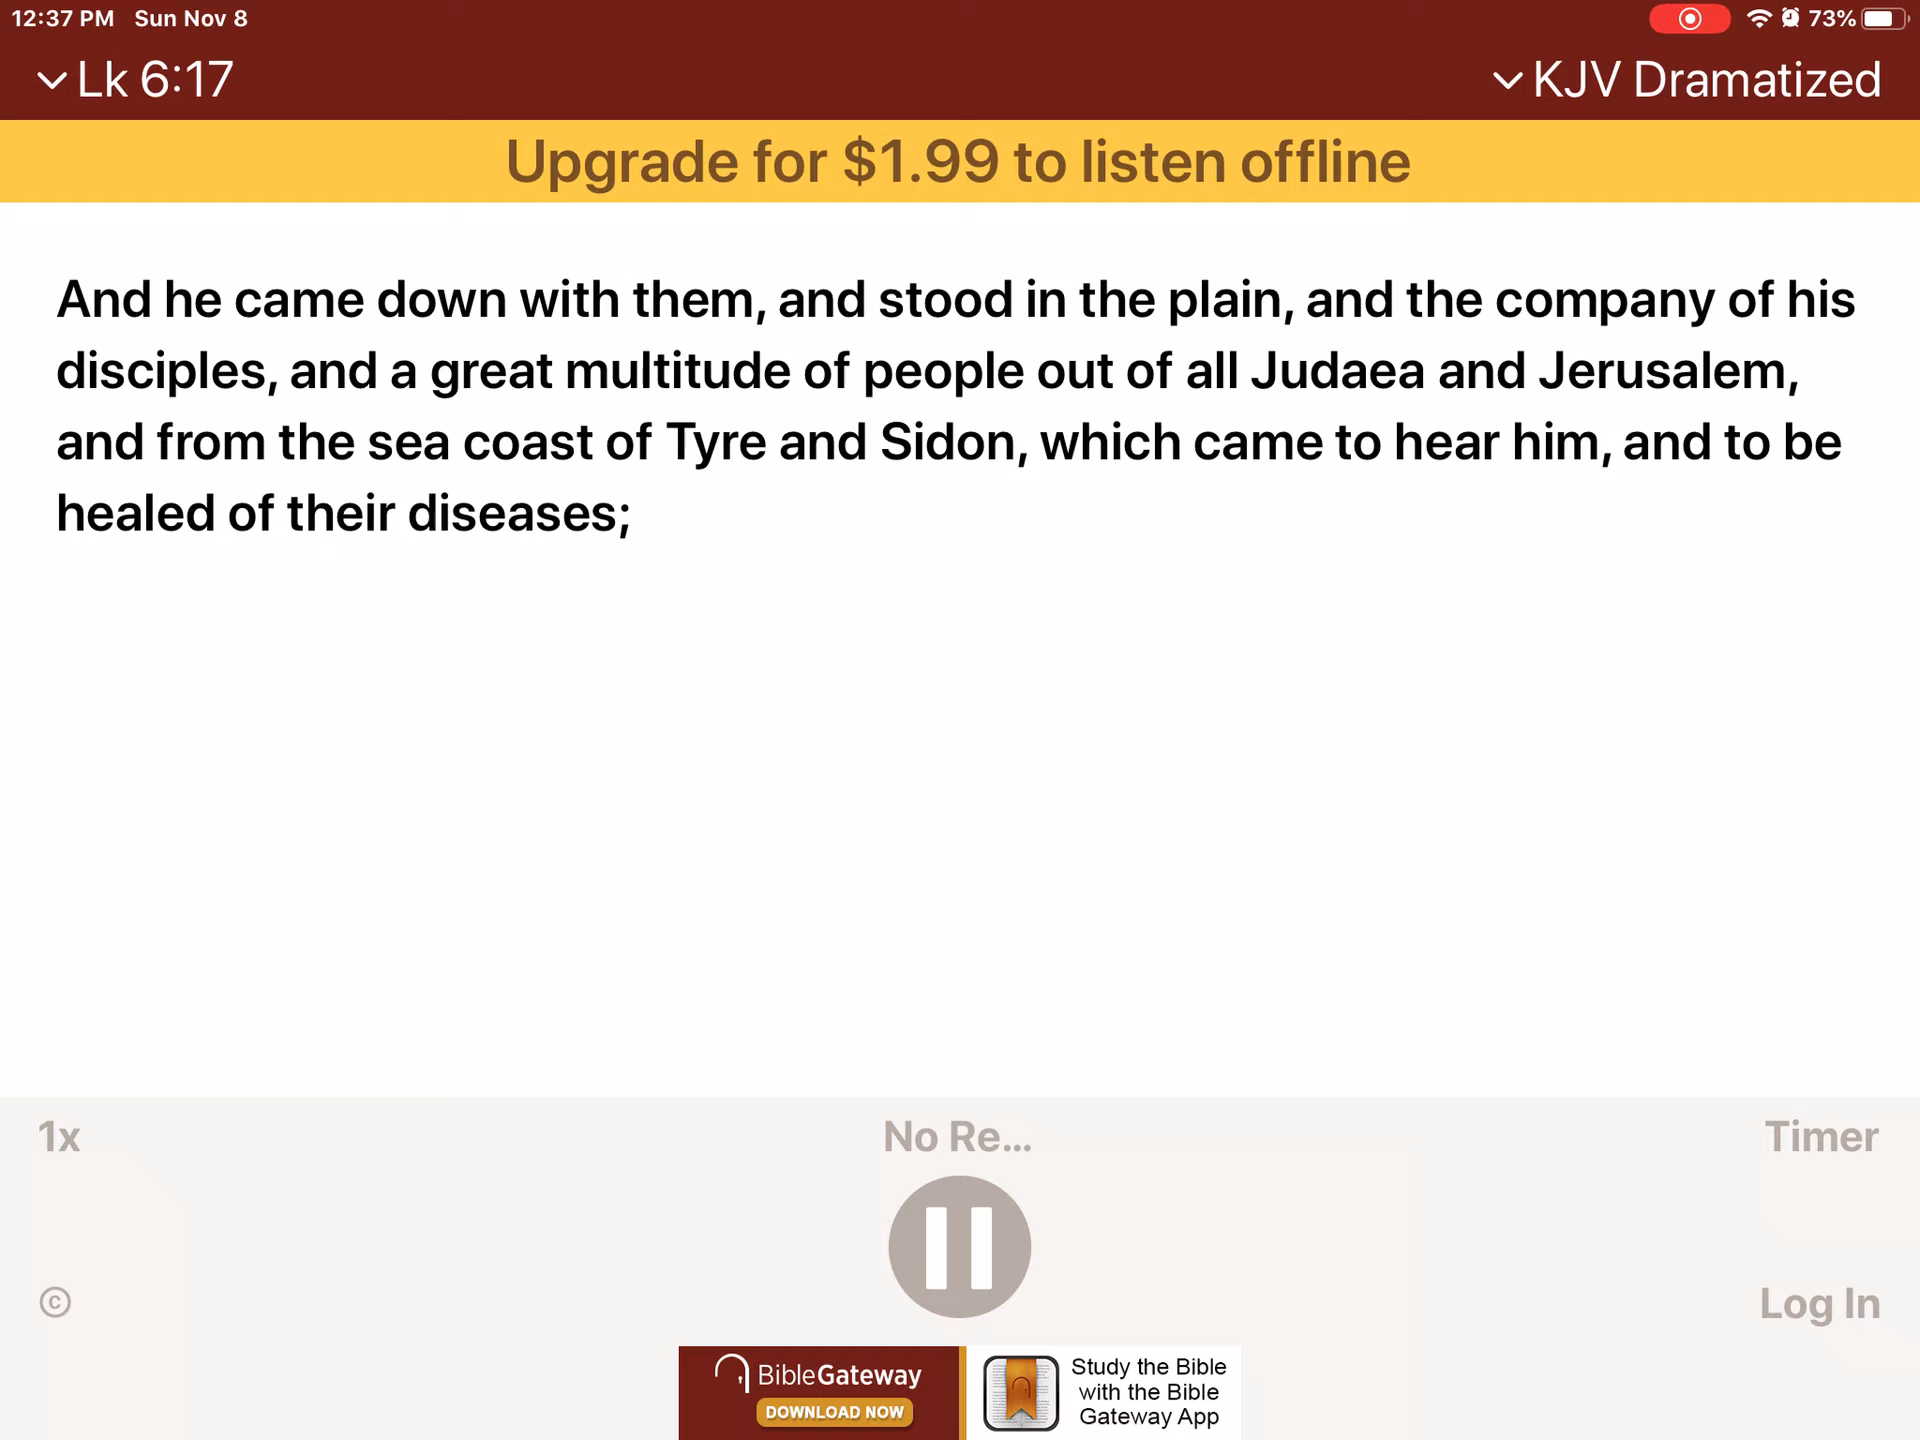 12:37 PM Sun Nov 8
73%
Lk 6:17
KJV Dramatized
Upgrade for $1.99 to listen offline
And he came down with them, and stood in the plain, and the company of his
disciples, and a great multitude of people out of all Judaea and Jerusalem,
and from the sea coast of Tyre and Sidon, which came to hear him, and to be
healed of their diseases;
1x
No Re...
Timer
©
Log In
BibleGateway
DOWNLOAD NOW
Study the Bible
with the Bible
Gateway App